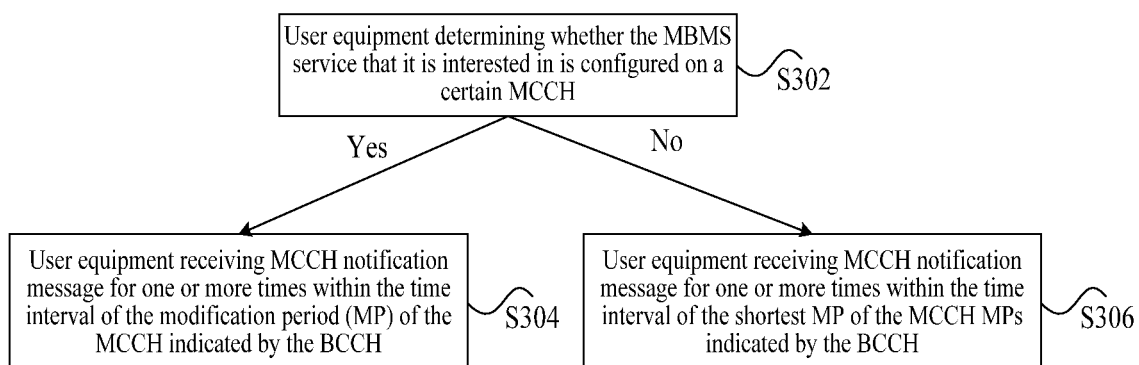 User equipment determining whether the MBMS
service that it is interested in is configured on a
certain MCCH
S302
Yes
No
User equipment receiving MCCH notification
message for one or more times within the time
interval of the modification period (MP) of the
MCCH indicated by the BCCH
S304
User equipment receiving MCCH notification
message for one or more times within the time
interval of the shortest MP of the MCCH MPs
indicated by the BCCH
S306